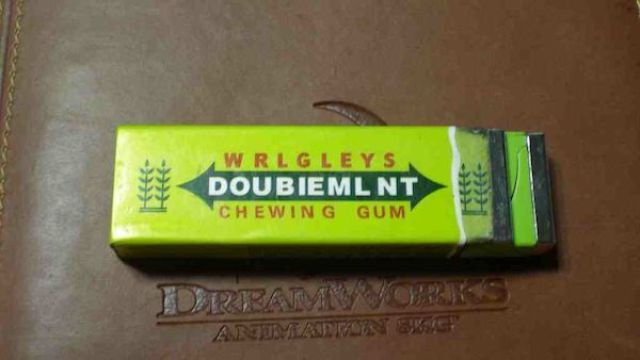 WRLGLEYS
DOUBIEML NT
CHEWING GUM
DREAMWORKS
ANIMATION SKG